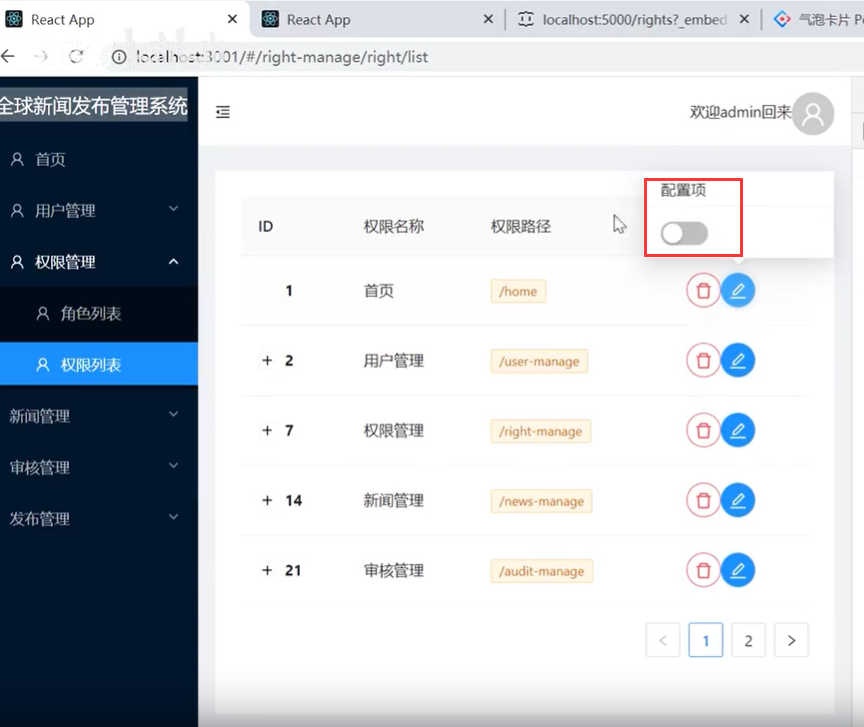 React App
React App
localhost:5000/rights?_embed
气泡卡片
localhost:3001/#/right-manage/right/list
全球新闻发布管理系统
欢迎admin回来
首页
用户管理
权限管理
角色列表
权限列表
新闻管理
审核管理
发布管理
配置项
ID 权限名称 权限路径
1 首页 /home
+ 2 用户管理 /user-manage
+ 7 权限管理 /right-manage
+ 14 新闻管理 /news-manage
+ 21 审核管理 /audit-manage
< 1 2 >